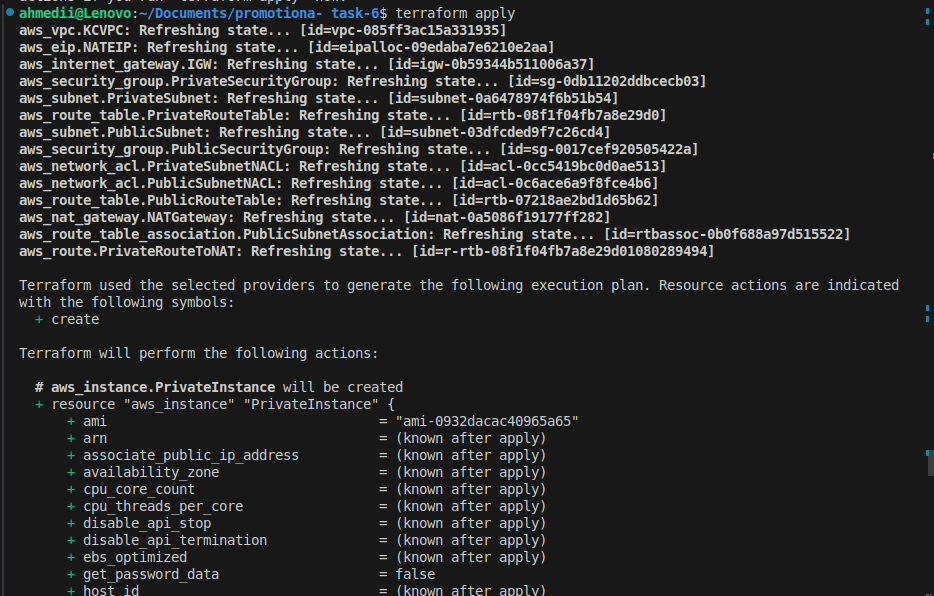 ahmedii@Lenovo:~/Documents/promotiona- task-6$ terraform apply
aws_vpc.KCVPC: Refreshing state... [id=vpc-085ff3ac15a331935]
aws_eip.NATEIP: Refreshing state... [id=eipalloc-09edaba7e6210e2aa]
aws_internet_gateway.IGW: Refreshing state... [id=igw-0b59344b511006a37]
aws_security_group.PrivateSecurityGroup: Refreshing state... [id=sg-0db11202ddbcecb03]
aws_subnet.PrivateSubnet: Refreshing state... [id=subnet-0a6478974f6b51b54]
aws_route_table.PrivateRouteTable: Refreshing state... [id=rtb-08f1f04fb7a8e29d0]
aws_subnet.PublicSubnet: Refreshing state... [id=subnet-03dfcded9f7c26cd4]
aws_security_group.PublicSecurityGroup: Refreshing state... [id=sg-0017cef920505422a]
aws_network_acl.PrivateSubnetNACL: Refreshing state... [id=acl-0cc5419bc0d0ae513]
aws_network_acl.PublicSubnetNACL: Refreshing state... [id=acl-0c6ace6a9f8fce4b6]
aws_route_table.PublicRouteTable: Refreshing state... [id=rtb-07218ae2bd1d65b62]
aws_nat_gateway.NATGateway: Refreshing state... [id=nat-0a5086f19177ff282]
aws_route_table_association.PublicSubnetAssociation: Refreshing state... [id=rtbassoc-0b0f688a97d515522]
aws_route.PrivateRouteToNAT: Refreshing state... [id=r-rtb-08f1f04fb7a8e29d01080289494]
Terraform used the selected providers to generate the following execution plan. Resource actions are indicated
with the following symbols:
+ create
Terraform will perform the following actions:
# aws_instance.PrivateInstance will be created
+ resource "aws_instance" "PrivateInstance" {
+ ami = "ami-0932dacac40965a65"
+ arn = (known after apply)
+ associate_public_ip_address = (known after apply)
+ availability_zone = (known after apply)
+ cpu_core_count = (known after apply)
+ cpu_threads_per_core = (known after apply)
+ disable_api_stop = (known after apply)
+ disable_api_termination = (known after apply)
+ ebs_optimized = (known after apply)
+ get_password_data = false
+ host_id = (known after apply)